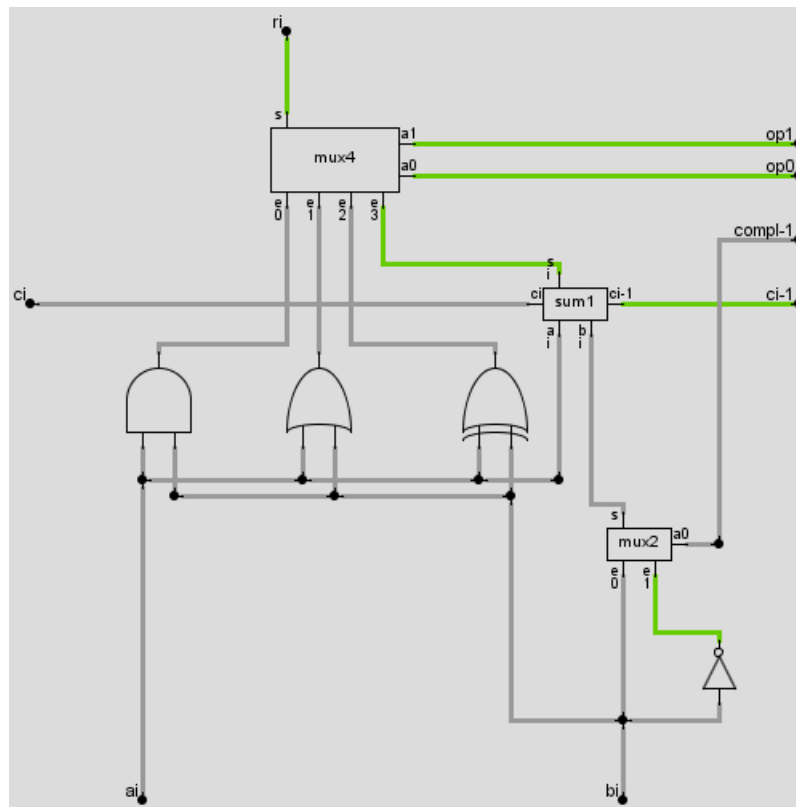 ri
s
a1
op1
mux4
a0
op0
e e e e
0 1 2 3
compl-1
s
i
ci
ci sum1 ci-1
ci-1
a b
i i
s
mux2 a0
e e
0 1
ai
bi